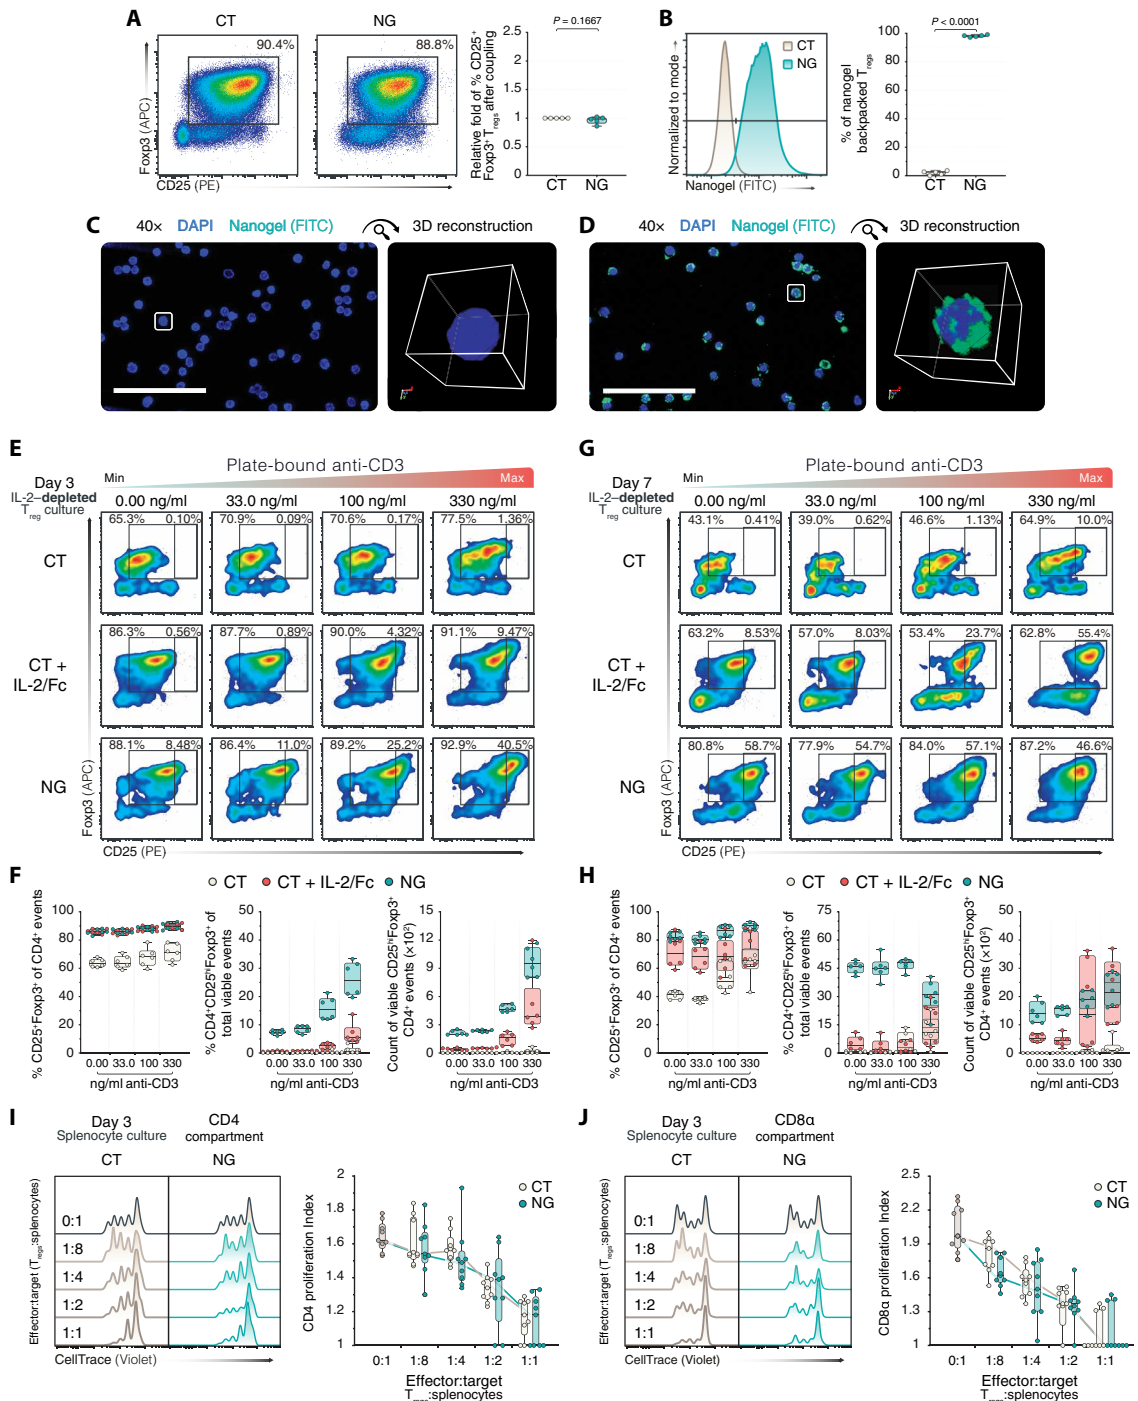 A
CT
NG
90.4%
88.8%
Foxp3 (APC)
CD25 (PE)
P = 0.1667
Relative fold of % CD25+
Foxp3+ Tregs after coupling
2.5
2
1.5
1
0.5
0
CT
NG
B
Normalized to mode
CT
NG
Nanogel (FITC)
P < 0.0001
% of nanogel
backpacked Tregs
100
80
60
40
20
0
CT
NG
C
40× DAPI Nanogel (FITC)
3D reconstruction
D
40× DAPI Nanogel (FITC)
3D reconstruction
E
Plate-bound anti-CD3
Min
Max
Day 3
IL-2–depleted
Treg culture
0.00 ng/ml 33.0 ng/ml 100 ng/ml 330 ng/ml
CT
65.3% 0.10% 70.9% 0.09% 70.6% 0.17% 77.5% 1.36%
CT +
IL-2/Fc
86.3% 0.56% 87.7% 0.89% 90.0% 4.32% 91.1% 9.47%
NG
88.1% 8.48% 86.4% 11.0% 89.2% 25.2% 92.9% 40.5%
Foxp3 (APC)
CD25 (PE)
G
Plate-bound anti-CD3
Min
Max
Day 7
IL-2–depleted
Treg culture
0.00 ng/ml 33.0 ng/ml 100 ng/ml 330 ng/ml
CT
43.1% 0.41% 39.0% 0.62% 46.6% 1.13% 64.9% 10.0%
CT +
IL-2/Fc
63.2% 8.53% 57.0% 8.03% 53.4% 23.7% 62.8% 55.4%
NG
80.8% 58.7% 77.9% 54.7% 84.0% 57.1% 87.2% 46.6%
Foxp3 (APC)
CD25 (PE)
F
CT CT + IL-2/Fc NG
% CD25+Foxp3+ of CD4+ events
100
80
60
40
20
0
0.00 33.0 100 330
ng/ml anti-CD3
% CD4+CD25hiFoxp3+ of
total viable events
50
40
30
20
10
0
0.00 33.0 100 330
ng/ml anti-CD3
Count of viable CD25hiFoxp3+
CD4+ events (×10²)
15
12
9
6
3
0
0.00 33.0 100 330
ng/ml anti-CD3
H
CT CT + IL-2/Fc NG
% CD25+Foxp3+ of CD4+ events
100
80
60
40
20
0
0.00 33.0 100 330
ng/ml anti-CD3
% CD4+CD25hiFoxp3+ of
total viable events
75
60
45
30
15
0
0.00 33.0 100 330
ng/ml anti-CD3
Count of viable CD25hiFoxp3+
CD4+ events (×10²)
50
40
30
20
10
0
0.00 33.0 100 330
ng/ml anti-CD3
I
Day 3
Splenocyte culture
CD4
compartment
CT
NG
Effector:target (Tregs:splenocytes)
0:1
1:8
1:4
1:2
1:1
CellTrace (Violet)
CD4 proliferation Index
2
1.8
1.6
1.4
1.2
1
CT
NG
0:1 1:8 1:4 1:2 1:1
Effector:target
Tregs:splenocytes
J
Day 3
Splenocyte culture
CD8α
compartment
CT
NG
Effector:target (Tregs:splenocytes)
0:1
1:8
1:4
1:2
1:1
CellTrace (Violet)
CD8α proliferation Index
2.5
2.2
1.9
1.6
1.3
1
CT
NG
0:1 1:8 1:4 1:2 1:1
Effector:target
Tregs:splenocytes